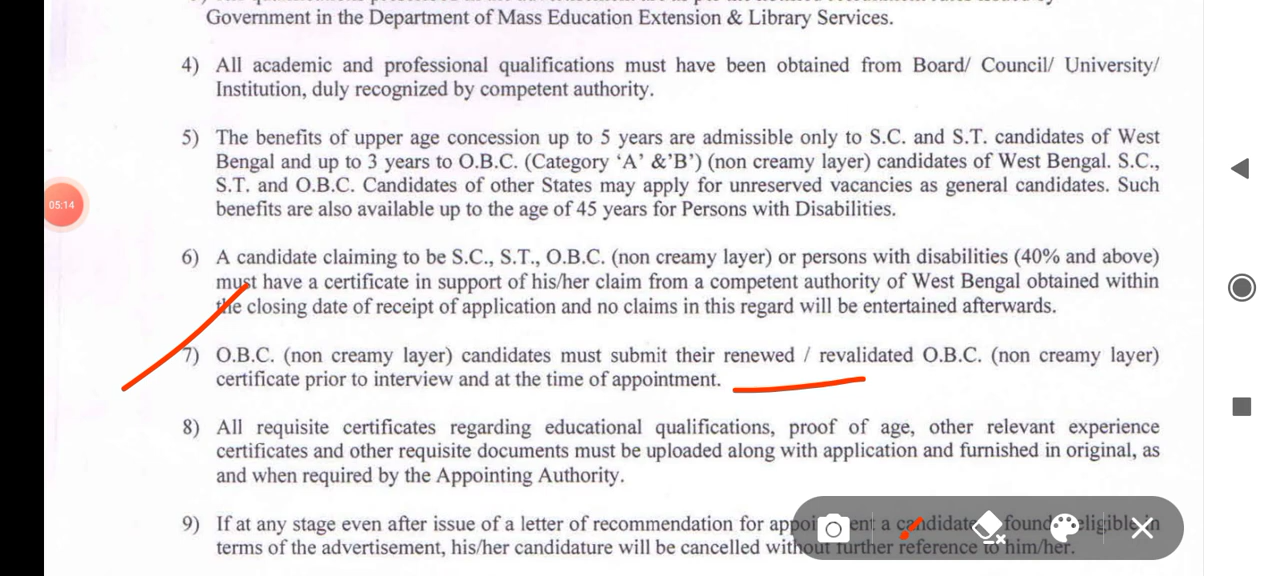 Government in the Department of Mass Education Extension & Library Services.
4) All academic and professional qualifications must have been obtained from Board/ Council/ University/
Institution, duly recognized by competent authority.
5) The benefits of upper age concession up to 5 years are admissible only to S.C. and S.T. candidates of West
Bengal and up to 3 years to O.B.C. (Category ‘A’ &’B’) (non creamy layer) candidates of West Bengal. S.C.,
S.T. and O.B.C. Candidates of other States may apply for unreserved vacancies as general candidates. Such
benefits are also available up to the age of 45 years for Persons with Disabilities.
05:14
6) A candidate claiming to be S.C., S.T., O.B.C. (non creamy layer) or persons with disabilities (40% and above)
must have a certificate in support of his/her claim from a competent authority of West Bengal obtained within
the closing date of receipt of application and no claims in this regard will be entertained afterwards.
7) O.B.C. (non creamy layer) candidates must submit their renewed / revalidated O.B.C. (non creamy layer)
certificate prior to interview and at the time of appointment.
8) All requisite certificates regarding educational qualifications, proof of age, other relevant experience
certificates and other requisite documents must be uploaded along with application and furnished in original, as
and when required by the Appointing Authority.
9) If at any stage even after issue of a letter of recommendation for a candidate found in
terms of the advertisement, his/her candidature will be cancelled without further reference to him/her.